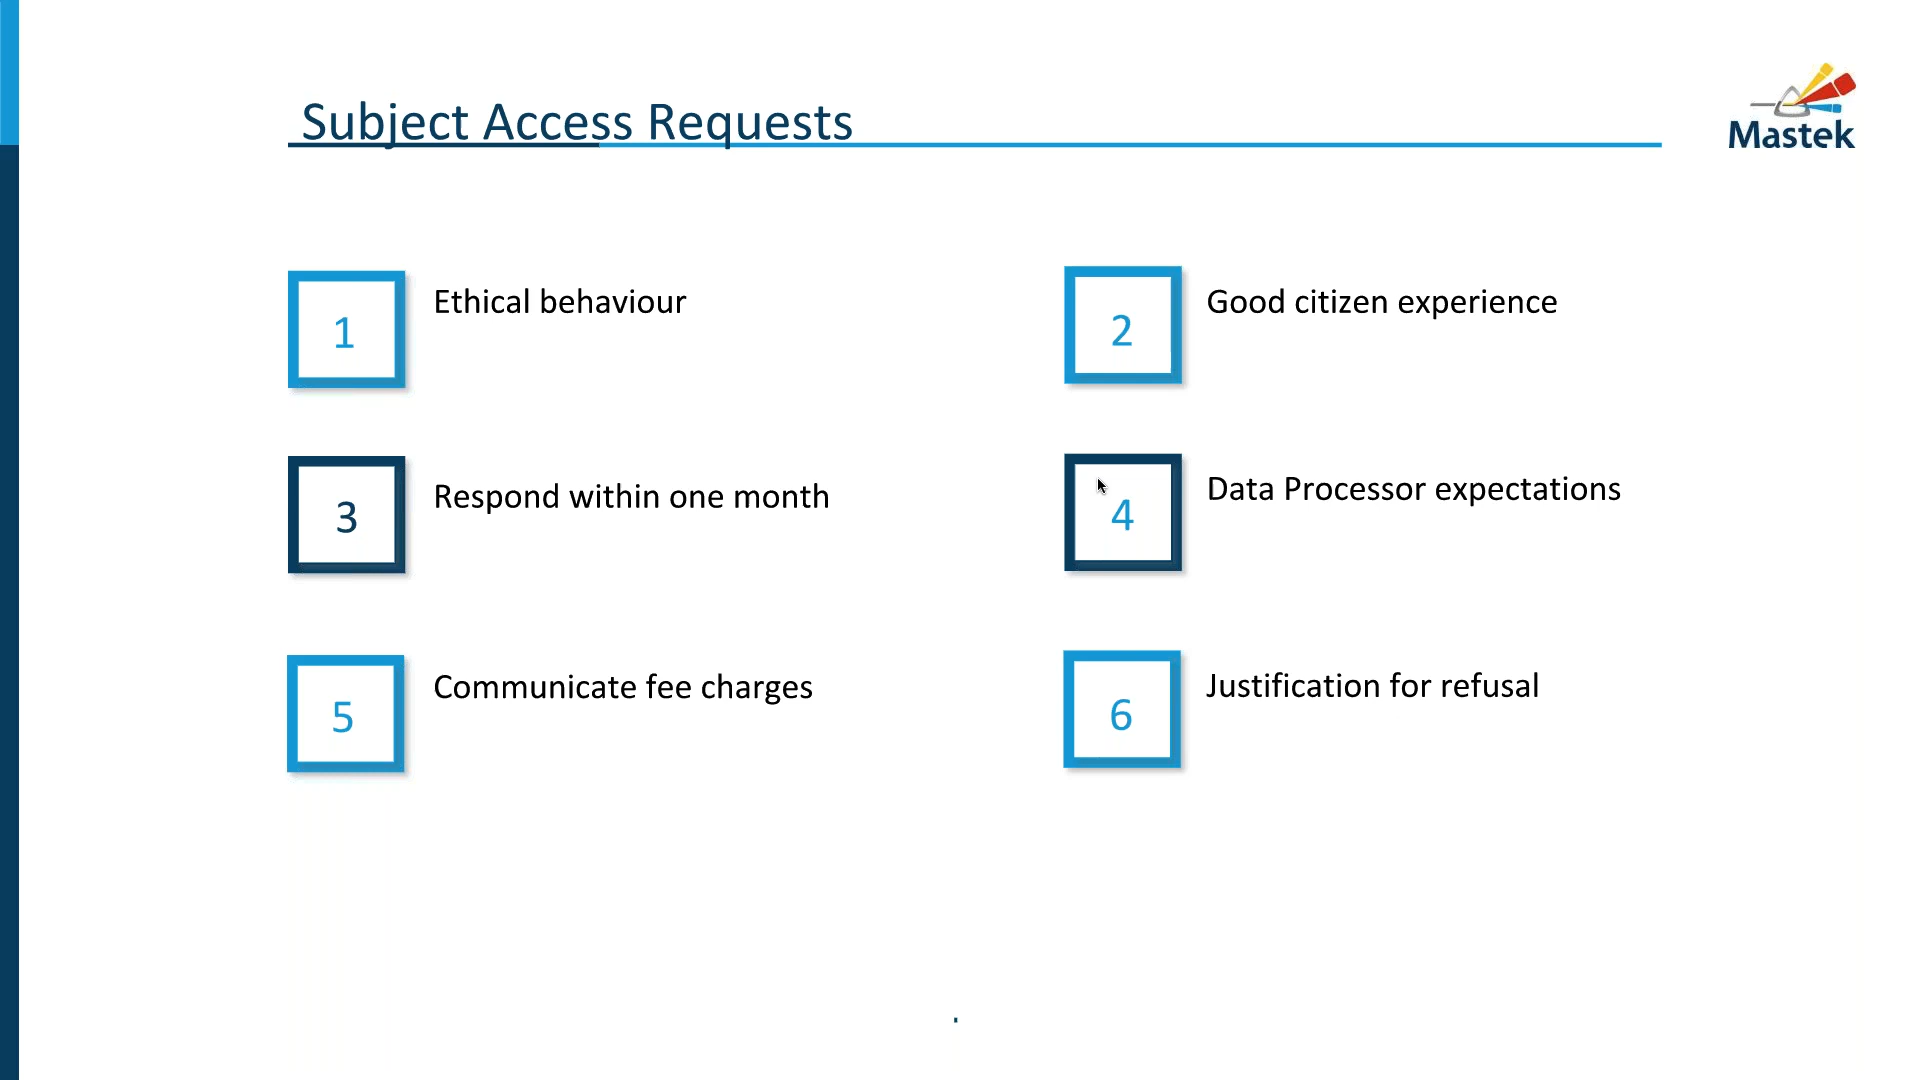 Subject Access Requests
Mastek
1
Ethical behaviour
2
Good citizen experience
3
Respond within one month
4
Data Processor expectations
5
Communicate fee charges
6
Justification for refusal